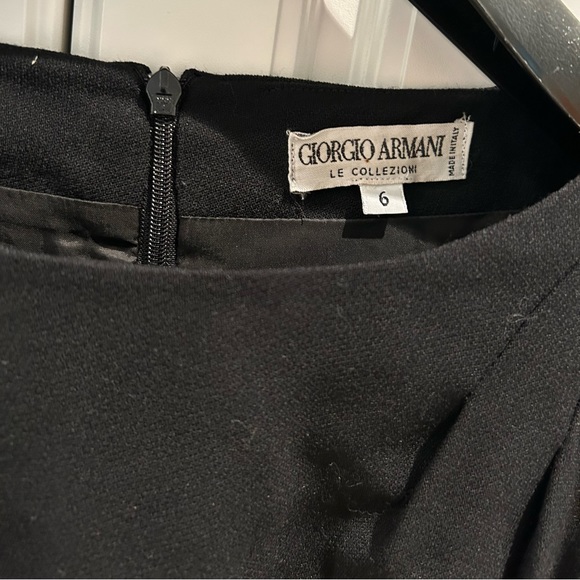 GIORGIO ARMANI
LE COLLEZIONI
MADE IN ITALY
6